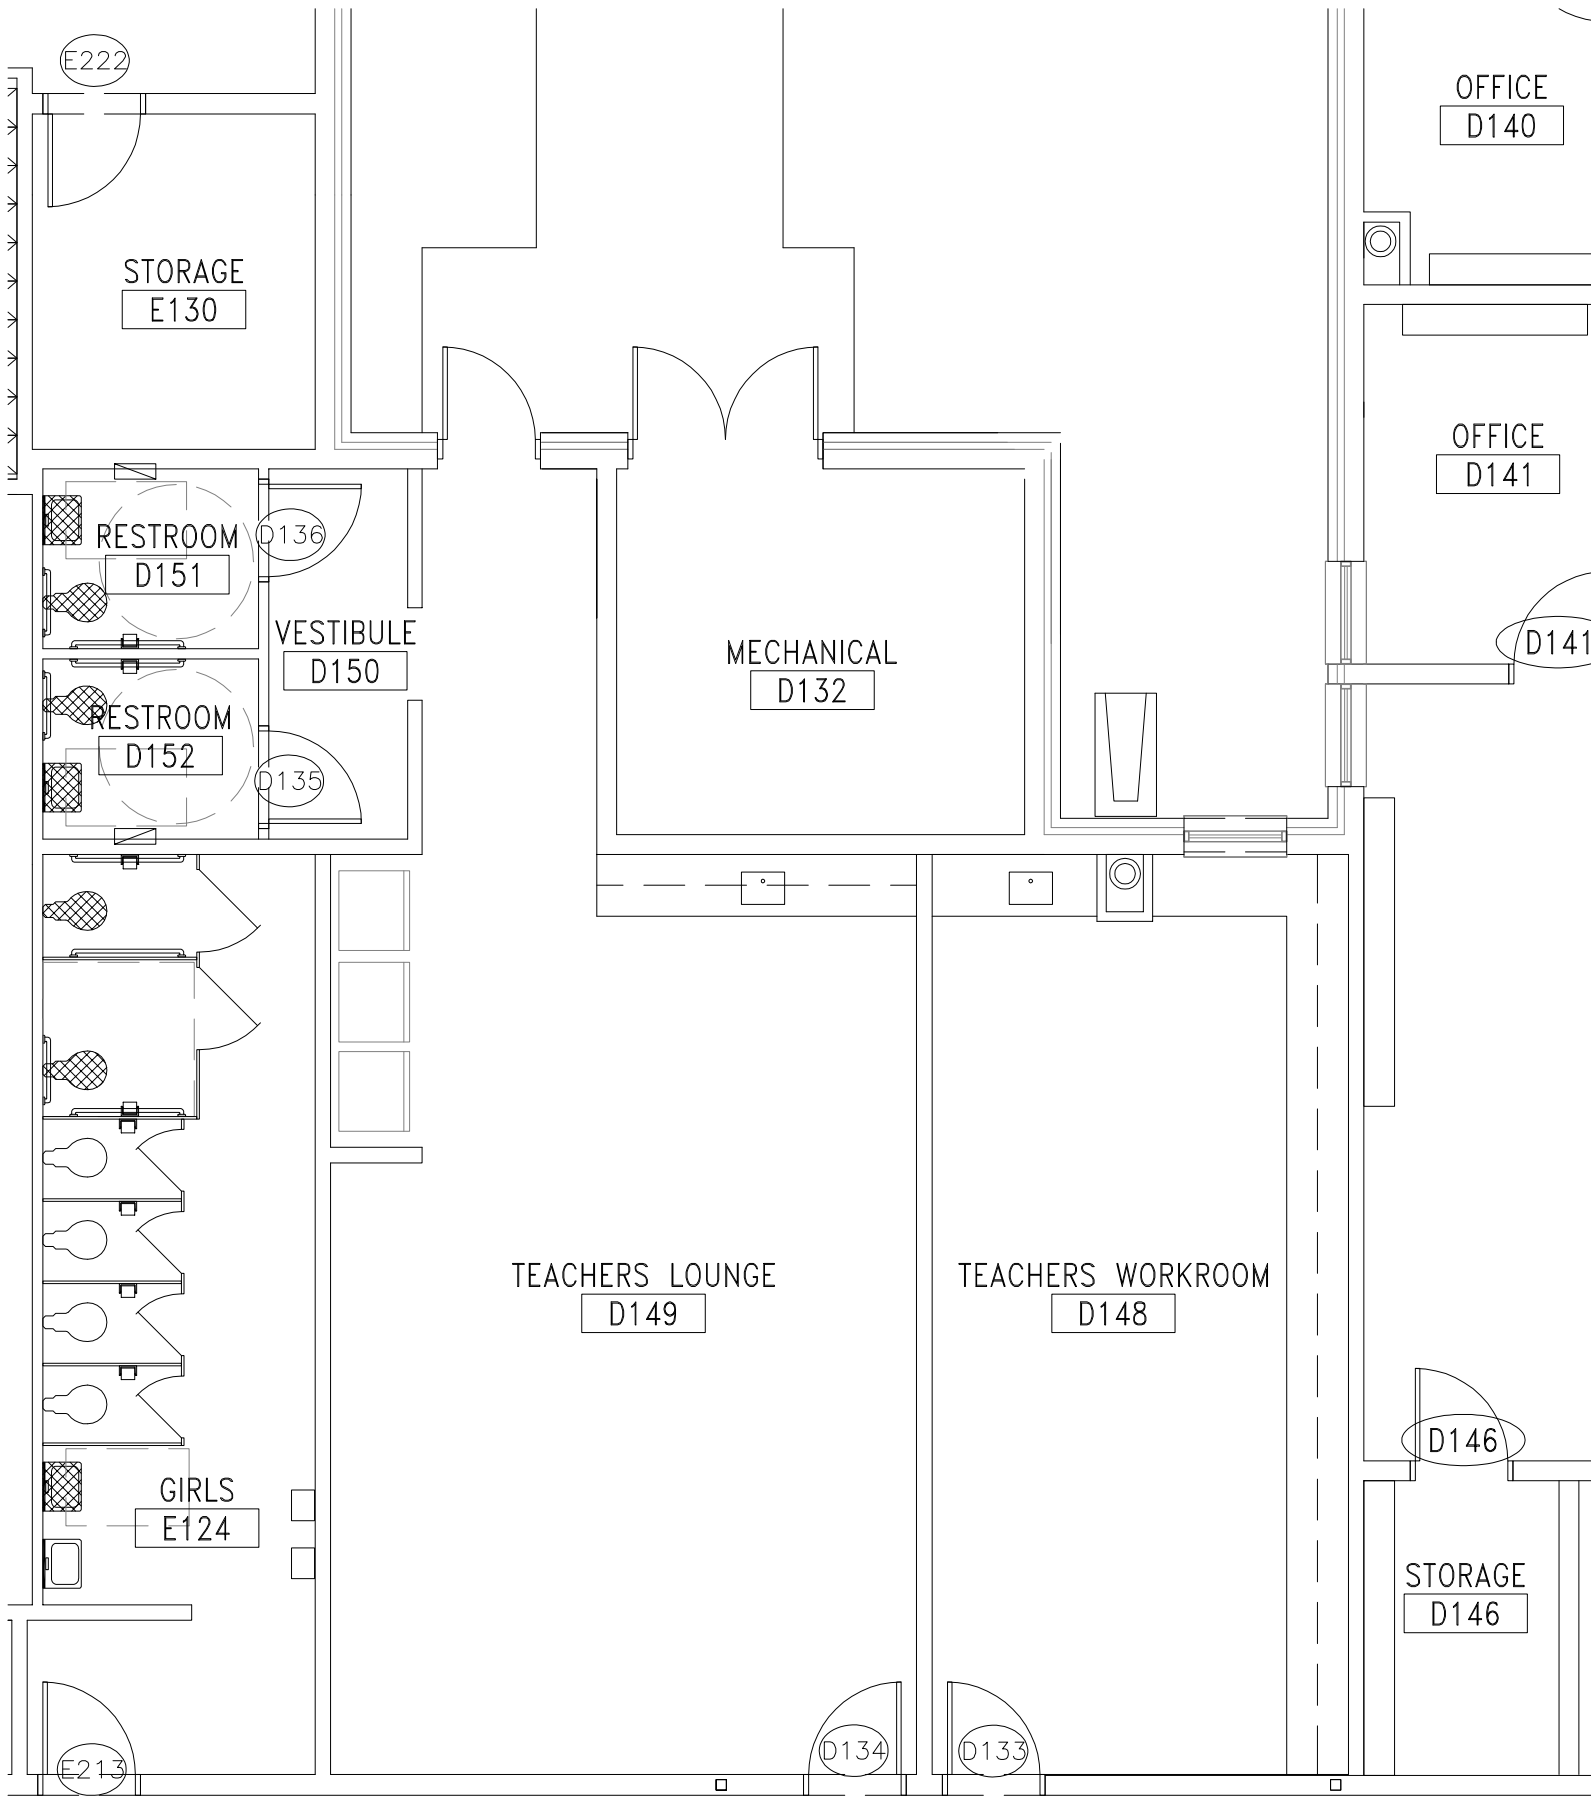 E222
OFFICE
D140
STORAGE
E130
OFFICE
D141
RESTROOM
D151
D136
VESTIBULE
D150
MECHANICAL
D132
D141
RESTROOM
D152
D135
TEACHERS LOUNGE
D149
TEACHERS WORKROOM
D148
D146
GIRLS
E124
STORAGE
D146
E213
D134
D133